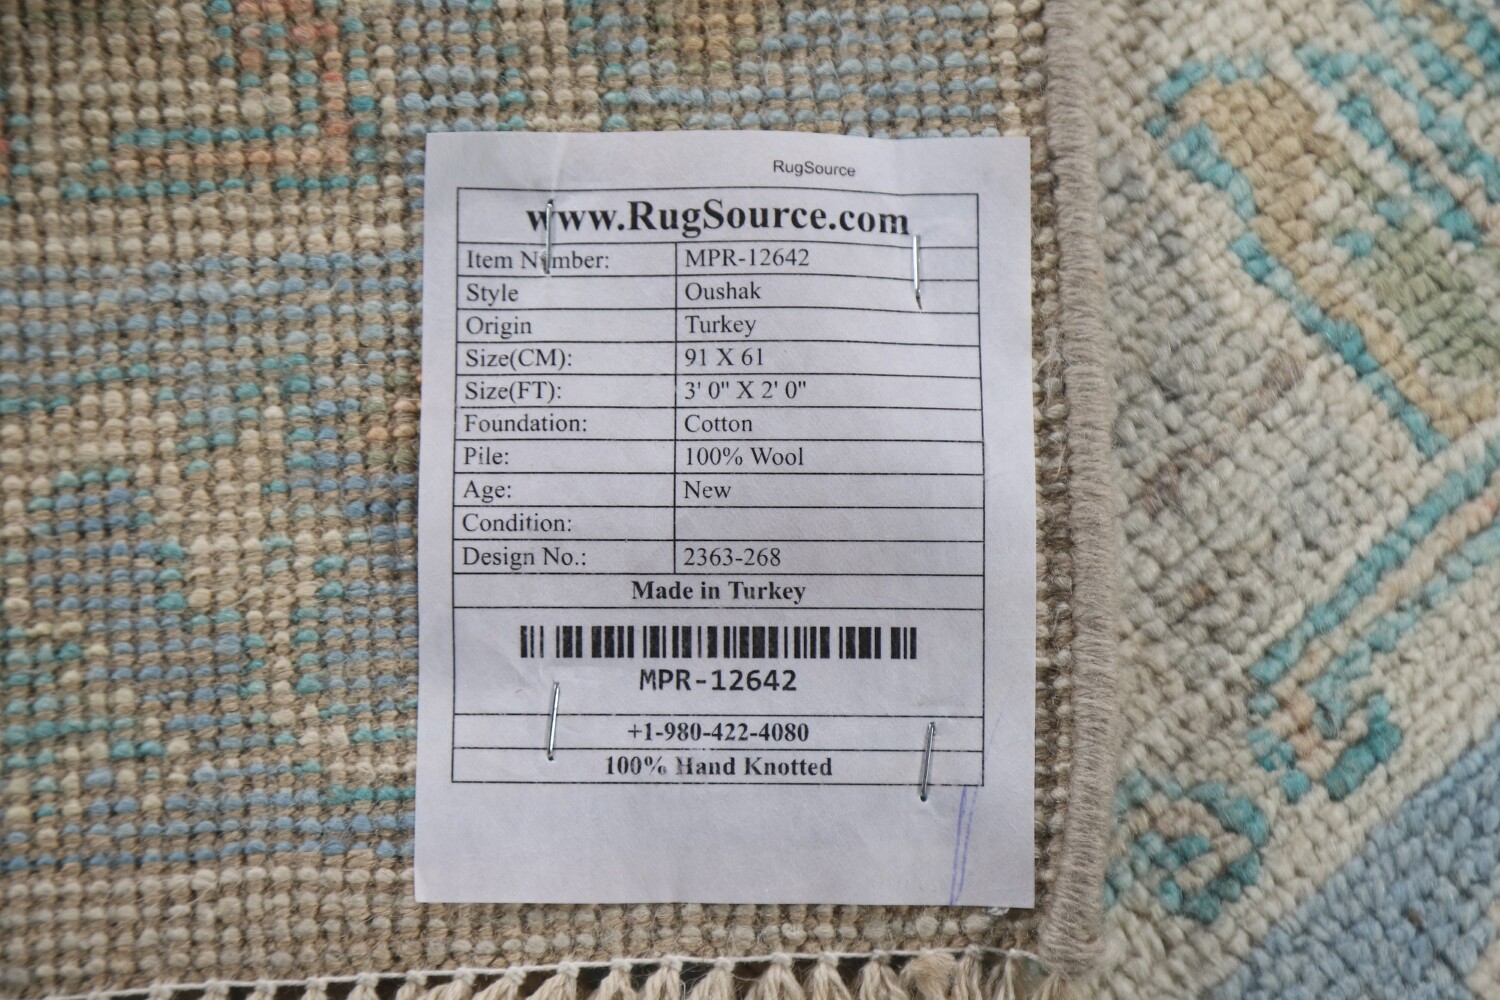 RugSource
www.RugSource.com
Item Number: MPR-12642
Style Oushak
Origin Turkey
Size(CM): 91 X 61
Size(FT): 3' 0" X 2' 0"
Foundation: Cotton
Pile: 100% Wool
Age: New
Condition:
Design No.: 2363-268
Made in Turkey
MPR-12642
+1-980-422-4080
100% Hand Knotted